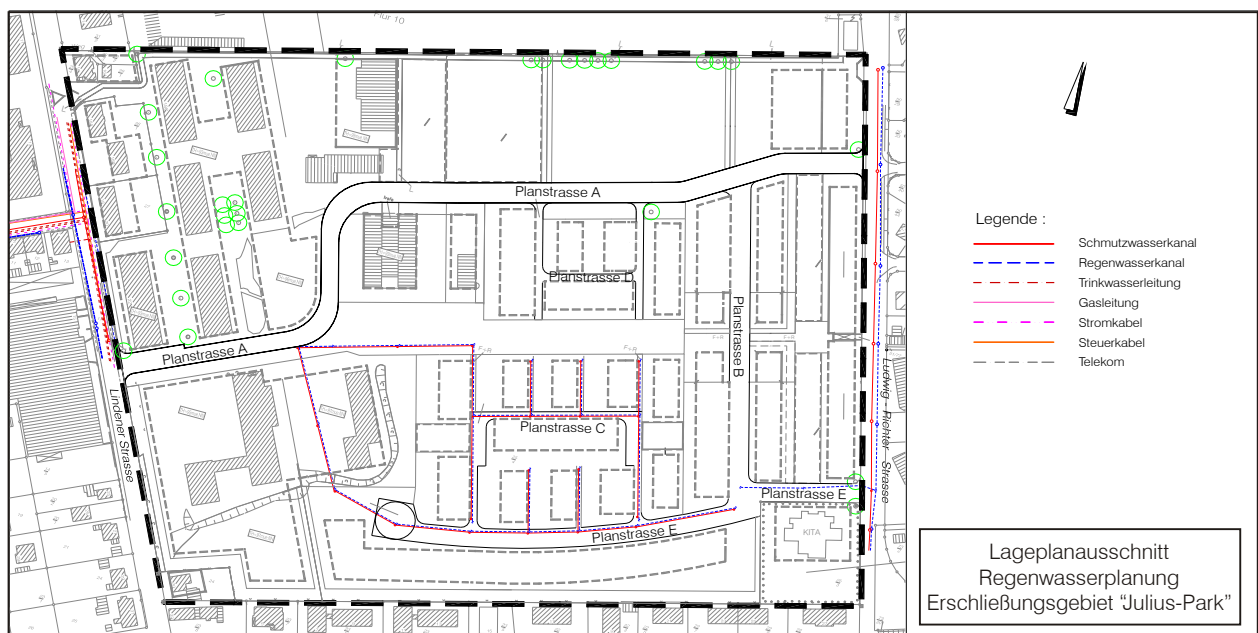 Flur 10
Planstrasse A
Planstrasse D
Planstrasse B
Planstrasse A
F+R
F+R
F+R
F+R
Lindener Strasse
Planstrasse C
Planstrasse E
Planstrasse E
KITA
Ludwig - Richter - Strasse
Legende :
Schmutzwasserkanal
Regenwasserkanal
Trinkwasserleitung
Gasleitung
Stromkabel
Steuerkabel
Telekom
Lageplanausschnitt
Regenwasserplanung
Erschließungsgebiet "Julius-Park"